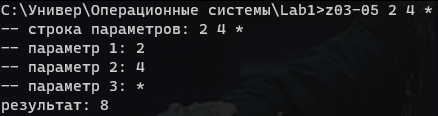 C:\Универ\Операционные системы\Lab1>z03-05 2 4 *
-- строка параметров: 2 4 *
-- параметр 1: 2
-- параметр 2: 4
-- параметр 3: *
результат: 8